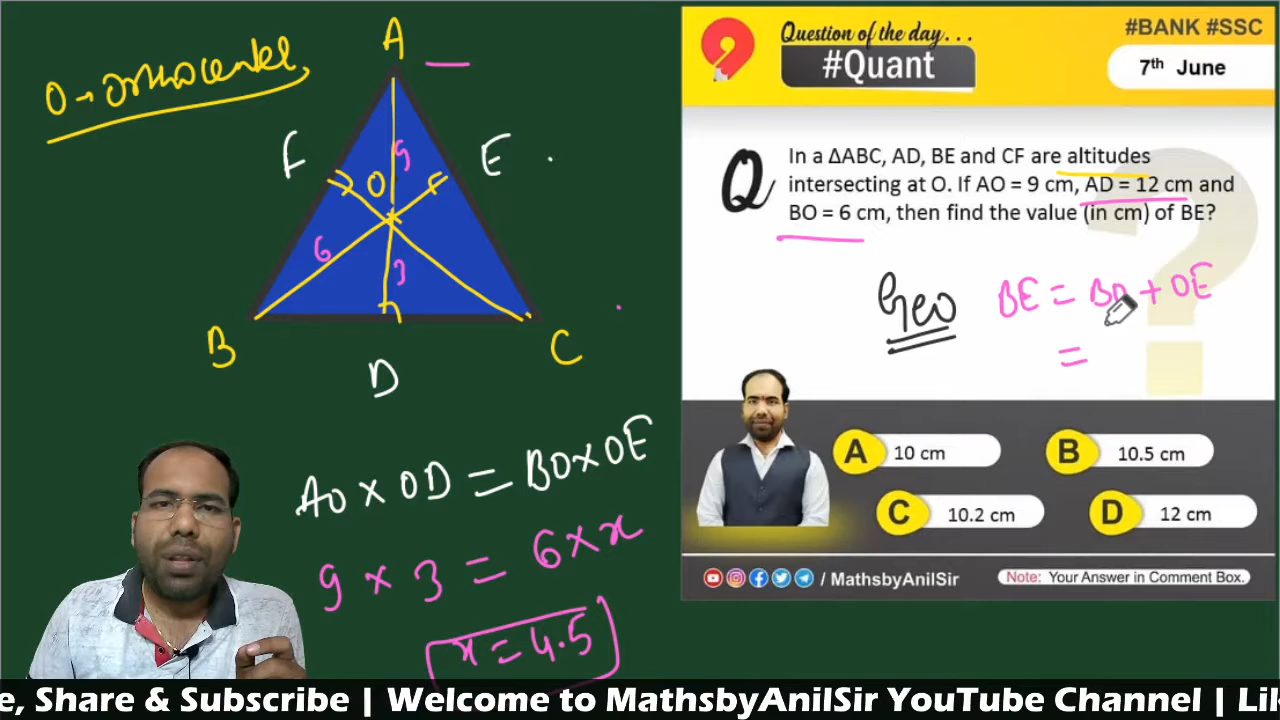 O → orthocenter
A
F
E
9
O
6
3
B
C
D
AO × OD = BO × OE
9 × 3 = 6 × x
x = 4.5
Question of the day...
#Quant
#BANK #SSC
7th June
Q
In a ΔABC, AD, BE and CF are altitudes
intersecting at O. If AO = 9 cm, AD = 12 cm and
BO = 6 cm, then find the value (in cm) of BE?
?
Geo
BE = BO + OE
=
A 10 cm
B 10.5 cm
C 10.2 cm
D 12 cm
/ MathsbyAnilSir
Note: Your Answer in Comment Box.
e, Share & Subscribe | Welcome to MathsbyAnilSir YouTube Channel | Lik